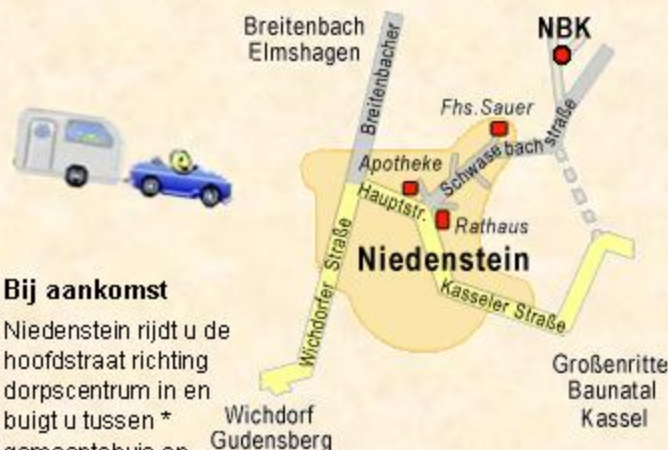 Breitenbach
Elmshagen
Breitenbacher
NBK
Fhs. Sauer
Schwasebachstraße
Apotheke
Hauptstr.
Rathaus
Niedenstein
Wichdorfer Straße
Kasseler Straße
Großenritte
Baunatal
Kassel
Wichdorf
Gudensberg
Bij aankomst
Niedenstein rijdt u de
hoofdstraat richting
dorpscentrum in en
buigt u tussen *